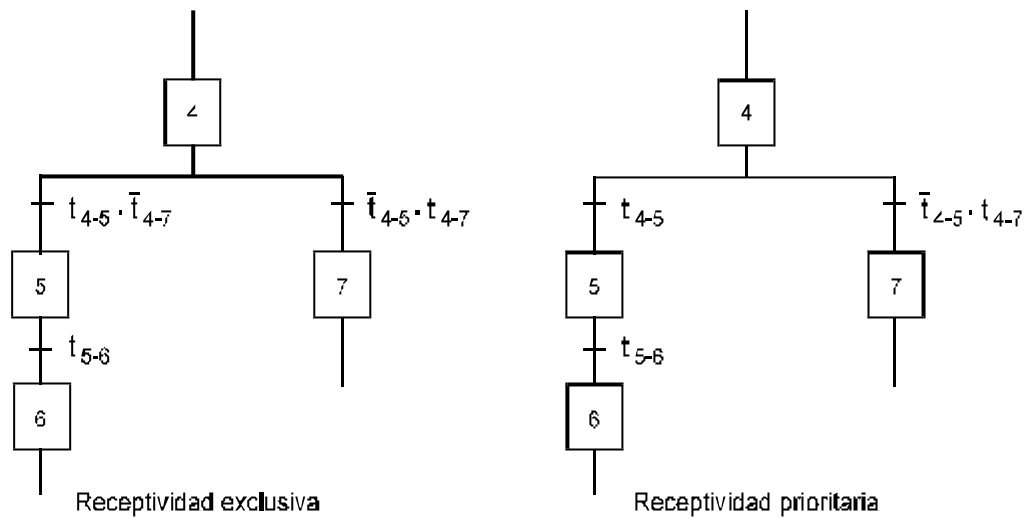 4 4
t4-5 · t̄4-7 t̄4-5 · t4-7 t4-5 t̄4-5 · t4-7
5 7 5 7
t5-6 t5-6
6 6
Receptividad exclusiva Receptividad prioritaria